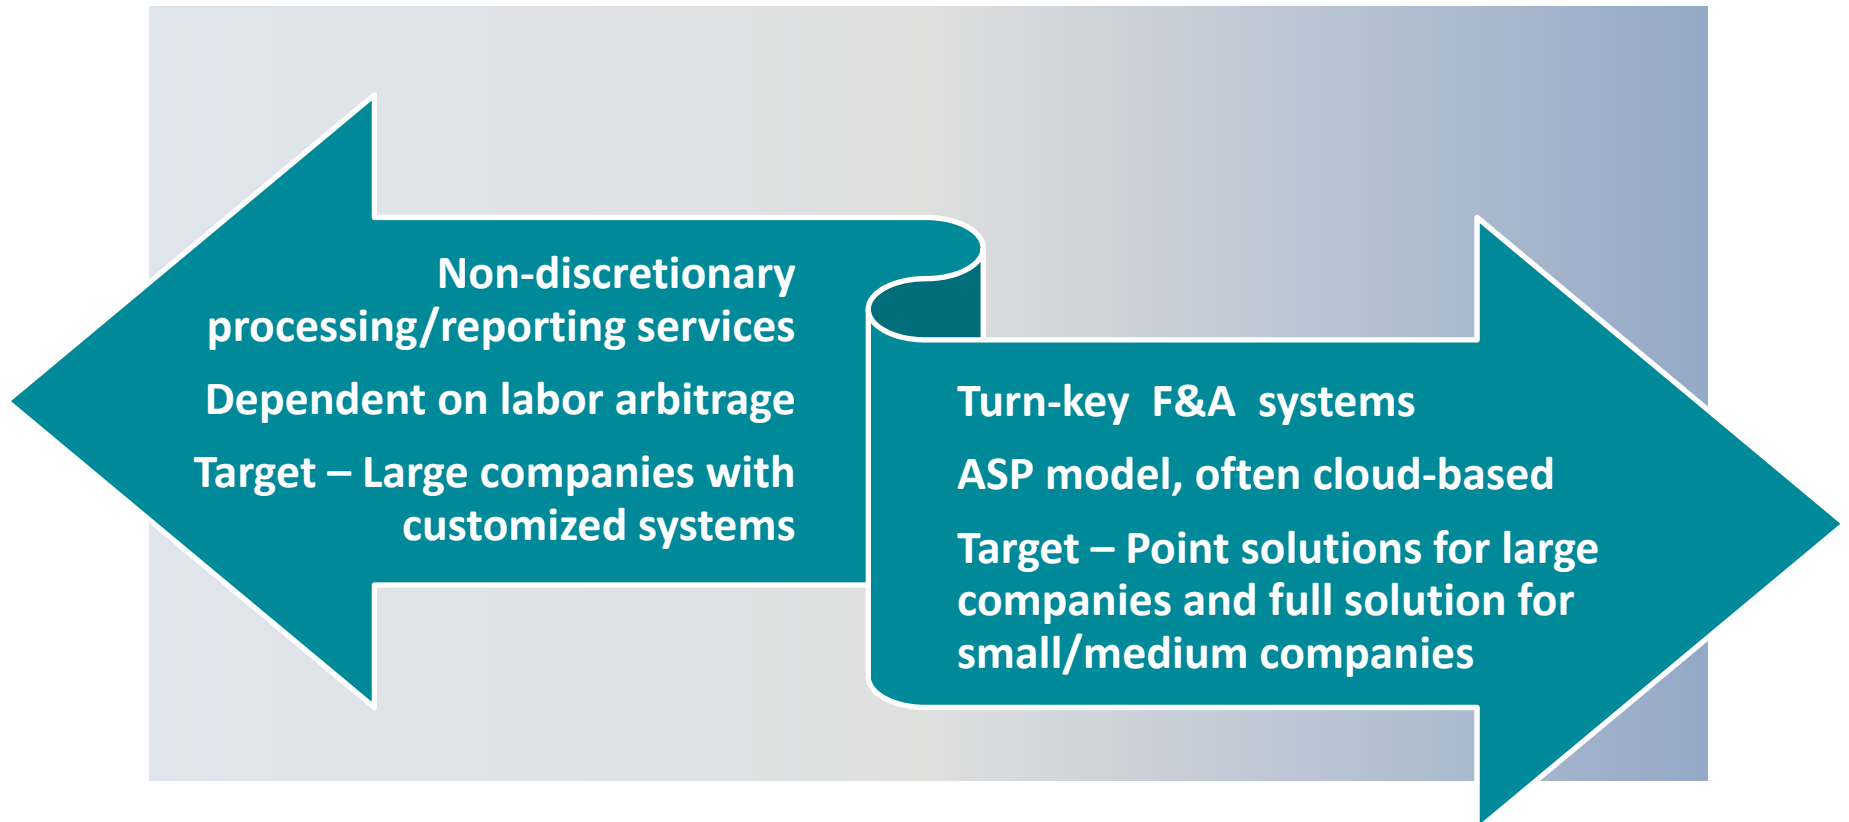 Non-discretionary
processing/reporting services
Dependent on labor arbitrage
Target – Large companies with
customized systems
Turn-key F&A systems
ASP model, often cloud-based
Target – Point solutions for large
companies and full solution for
small/medium companies